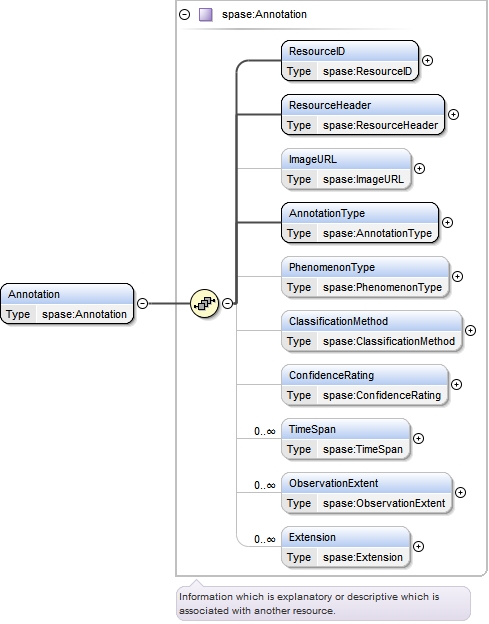 spase:Annotation
ResourceID
Type spase:ResourceID
ResourceHeader
Type spase:ResourceHeader
ImageURL
Type spase:ImageURL
AnnotationType
Type spase:AnnotationType
PhenomenonType
Type spase:PhenomenonType
Annotation
Type spase:Annotation
ClassificationMethod
Type spase:ClassificationMethod
ConfidenceRating
Type spase:ConfidenceRating
0..∞ TimeSpan
Type spase:TimeSpan
0..∞ ObservationExtent
Type spase:ObservationExtent
0..∞ Extension
Type spase:Extension
Information which is explanatory or descriptive which is
associated with another resource.